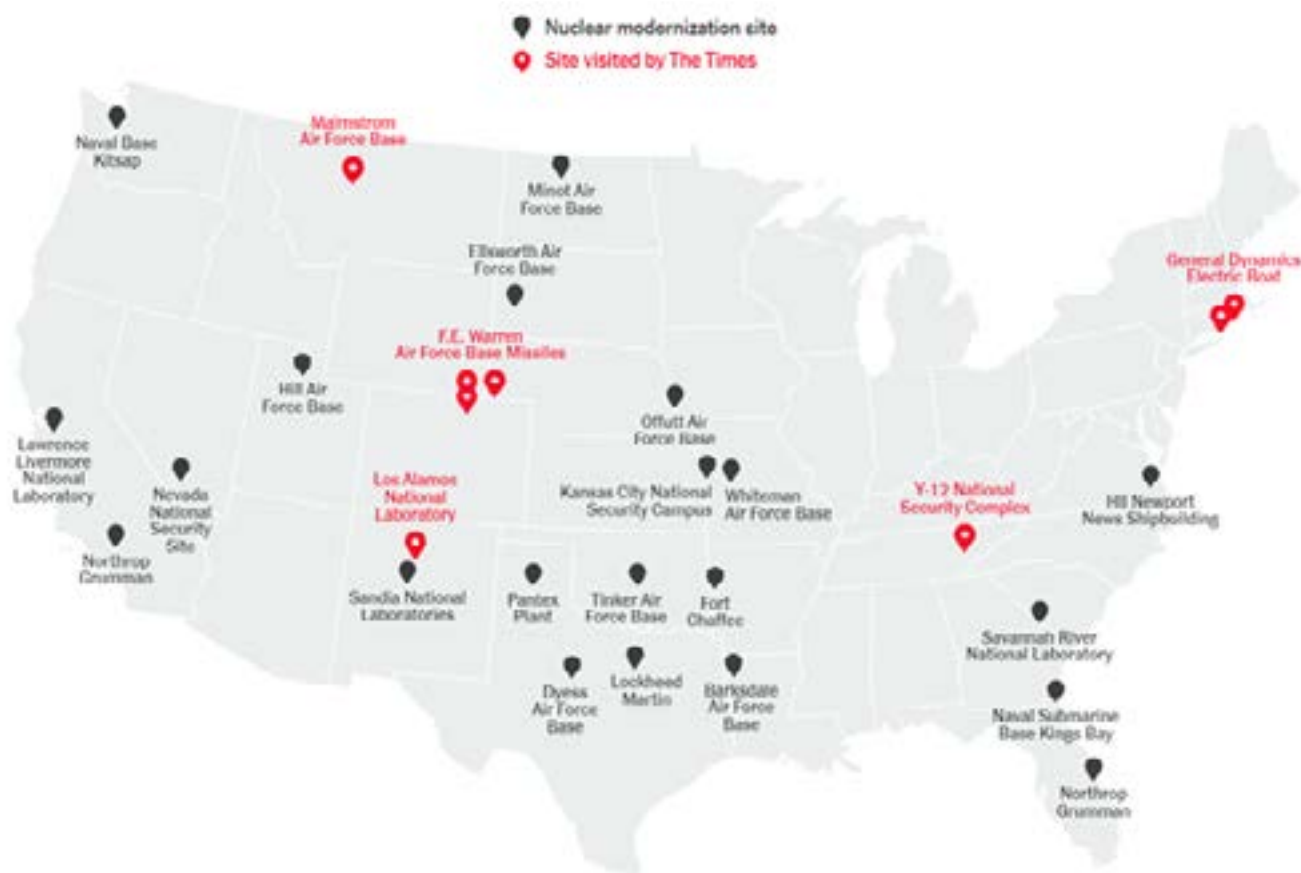 Nuclear modernization site
Site visited by The Times
Naval Base
Kitsap
Malmstrom
Air Force Base
Minot Air
Force Base
Ellsworth Air
Force Base
General Dynamics
Electric Boat
F.E. Warren
Air Force Base Missiles
Hill Air
Force Base
Offutt Air
Force Base
Lawrence
Livermore
National
Laboratory
Nevada
National
Security
Site
Los Alamos
National
Laboratory
Kansas City National
Security Campus
Whiteman
Air Force Base
Y-12 National
Security Complex
HII Newport
News Shipbuilding
Northrop
Grumman
Sandia National
Laboratories
Pantex
Plant
Tinker Air
Force Base
Fort
Chaffee
Savannah River
National Laboratory
Dyess
Air Force
Base
Lockheed
Martin
Barksdale
Air Force
Base
Naval Submarine
Base Kings Bay
Northrop
Grumman